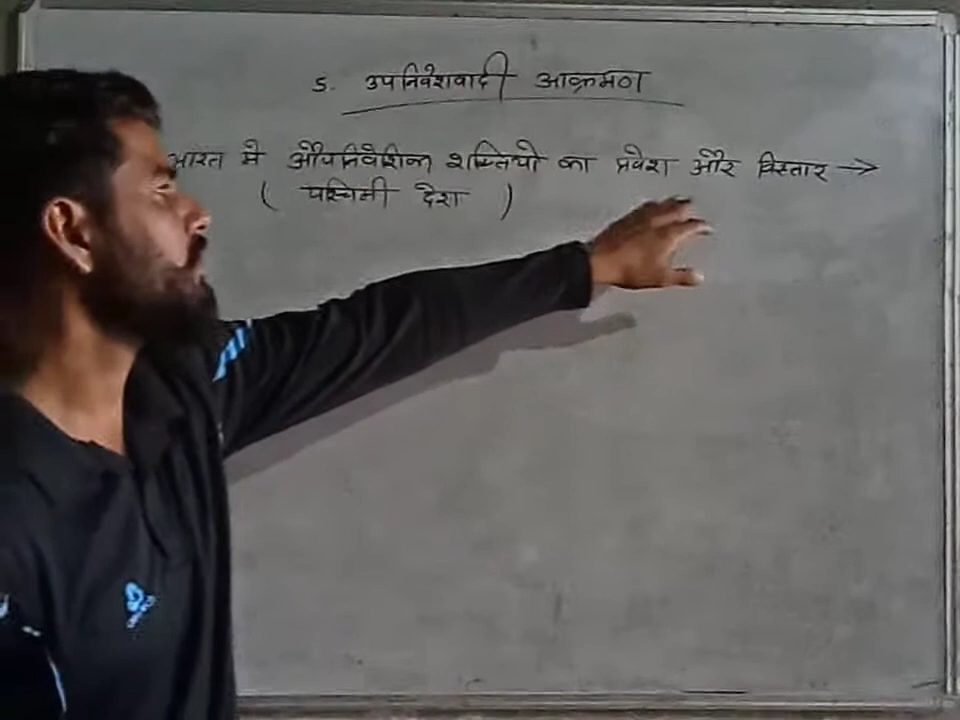 5. उपनिवेशवादी आक्रमण
भारत मे औपनिवेशिक शक्तियो का प्रवेश और विस्तार →
( पश्चिमी देश )